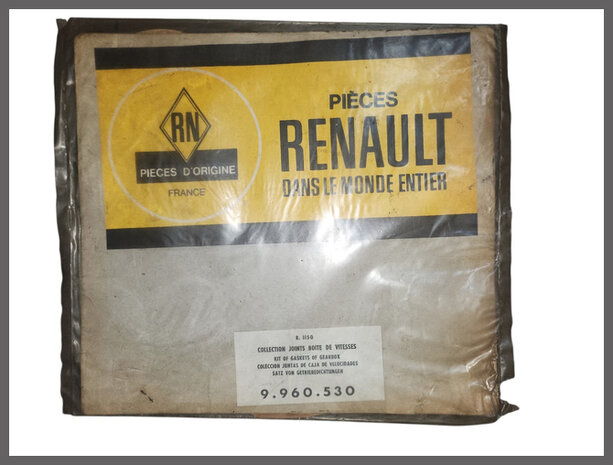 RN
PIECES D'ORIGINE
FRANCE
PIÈCES
RENAULT
DANS LE MONDE ENTIER
R. 1150
COLLECTION JOINTS BOITE DE VITESSES
KIT OF GASKETS OF GEARBOX
COLECCION JUNTAS DE CAJA DE VELOCIDADES
SATZ VON GETRIEBEDICHTUNGEN
9.960.530